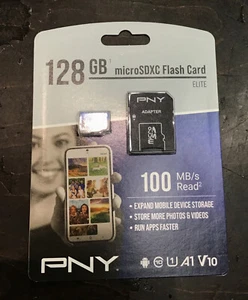 128 GB microSDXC Flash Card
ELITE
PNY
ADAPTER
100 MB/s
Read²
• EXPAND MOBILE DEVICE STORAGE
• STORE MORE PHOTOS & VIDEOS
• RUN APPS FASTER
PNY
A1 V10